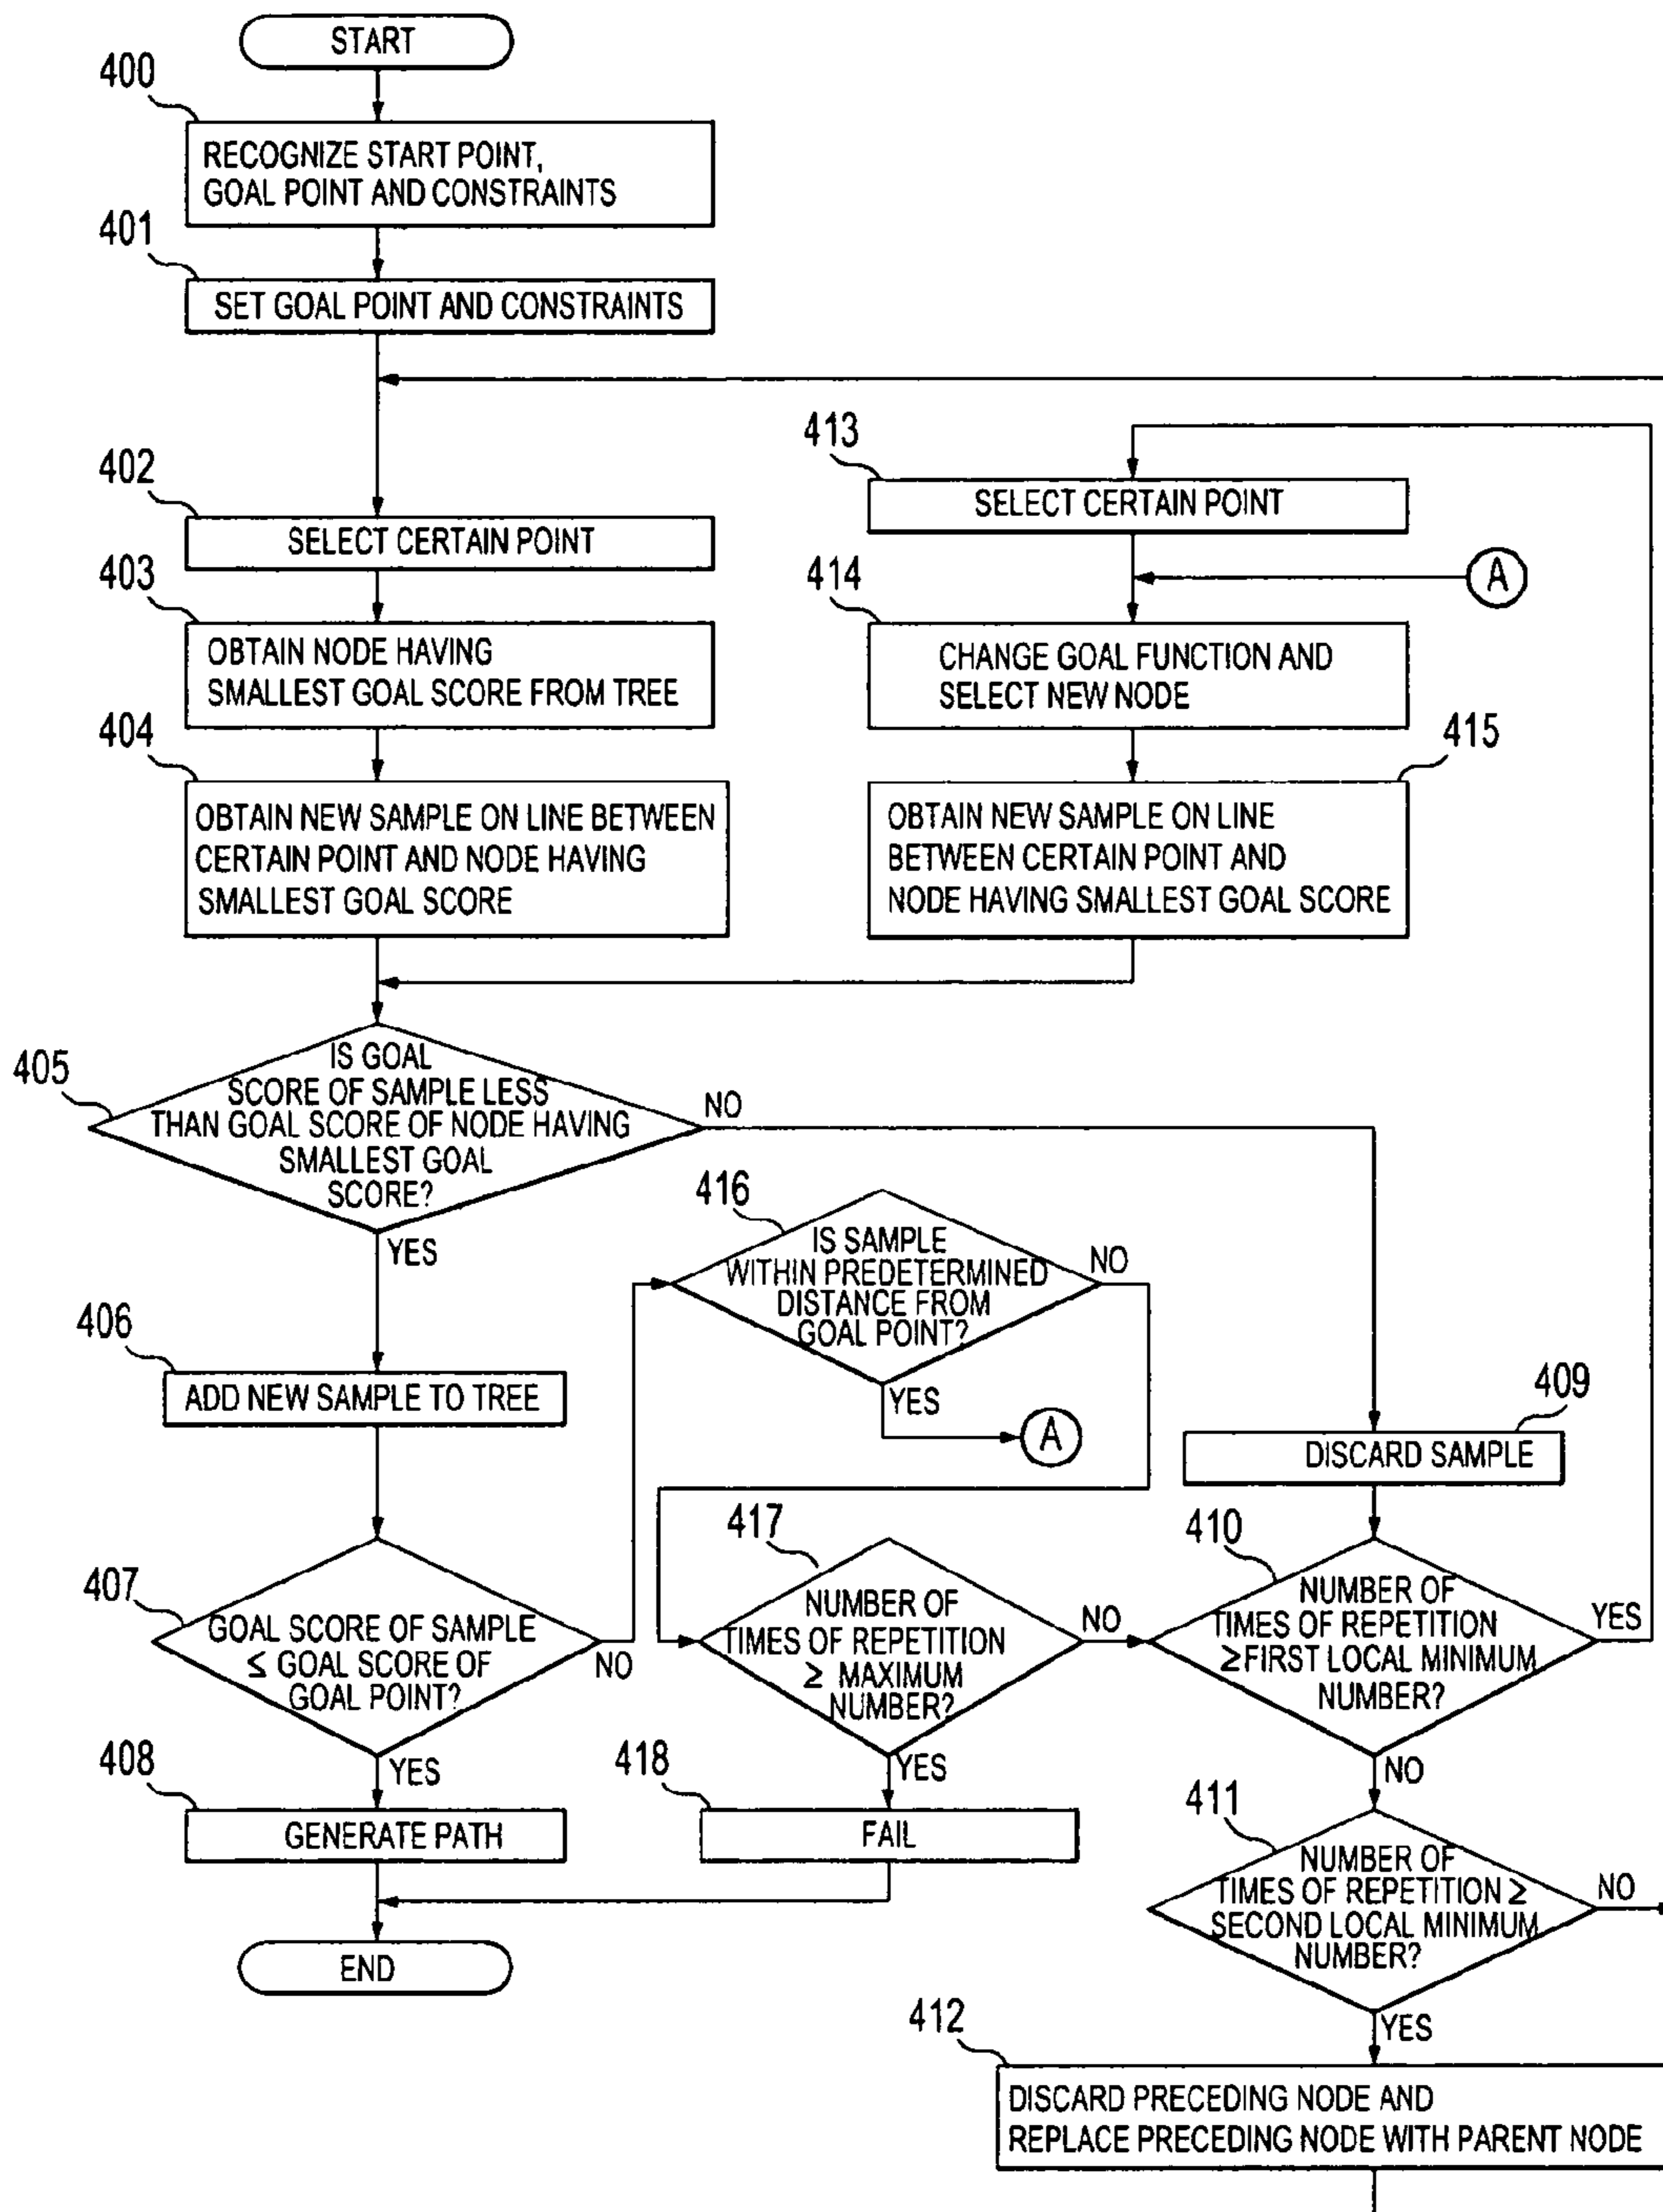 START
400
RECOGNIZE START POINT,
GOAL POINT AND CONSTRAINTS
401
SET GOAL POINT AND CONSTRAINTS
402
SELECT CERTAIN POINT
403
OBTAIN NODE HAVING
SMALLEST GOAL SCORE FROM TREE
404
OBTAIN NEW SAMPLE ON LINE BETWEEN
CERTAIN POINT AND NODE HAVING
SMALLEST GOAL SCORE
413
SELECT CERTAIN POINT
A
414
CHANGE GOAL FUNCTION AND
SELECT NEW NODE
415
OBTAIN NEW SAMPLE ON LINE
BETWEEN CERTAIN POINT AND
NODE HAVING SMALLEST GOAL SCORE
405
IS GOAL
SCORE OF SAMPLE LESS
THAN GOAL SCORE OF NODE HAVING
SMALLEST GOAL
SCORE?
NO
YES
406
ADD NEW SAMPLE TO TREE
416
IS SAMPLE
WITHIN PREDETERMINED
DISTANCE FROM
GOAL POINT?
NO
YES
A
409
DISCARD SAMPLE
407
GOAL SCORE OF SAMPLE
≤ GOAL SCORE OF
GOAL POINT?
NO
YES
417
NUMBER OF
TIMES OF REPETITION
≥ MAXIMUM
NUMBER?
NO
YES
410
NUMBER OF
TIMES OF REPETITION
≥FIRST LOCAL MINIMUM
NUMBER?
YES
NO
408
GENERATE PATH
418
FAIL
411
NUMBER OF
TIMES OF REPETITION ≥
SECOND LOCAL MINIMUM
NUMBER?
NO
YES
END
412
DISCARD PRECEDING NODE AND
REPLACE PRECEDING NODE WITH PARENT NODE